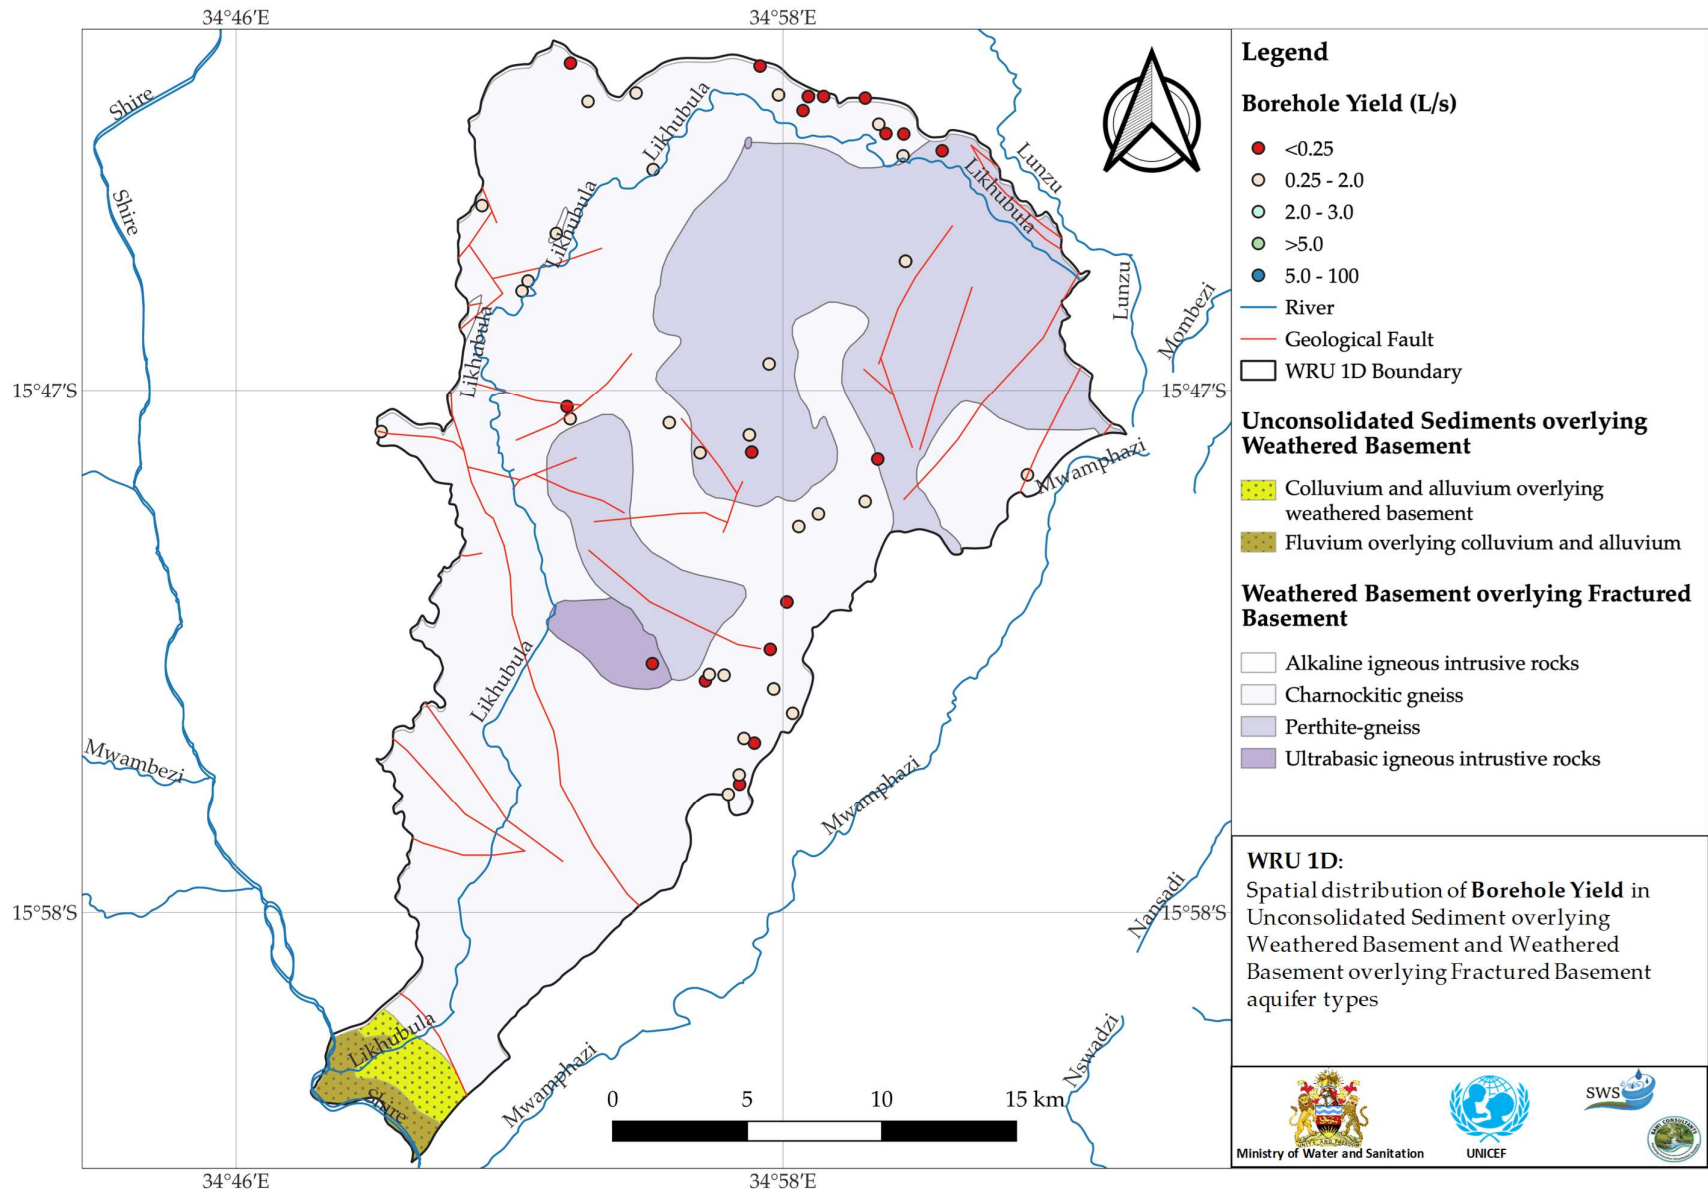 34°46'E
34°58'E
Shire
Shire
Likhubula
Likhubula
Likhubula
Likhubula
Lunzu
Lunzu
Mombezi
15°47'S
15°47'S
Mwamphazi
Likhubula
Mwambezi
Mwamphazi
15°58'S
15°58'S
Nansadi
Likhubula
Shire
Mwamphazi
Nswadzi
0
5
10
15 km
34°46'E
34°58'E
Legend
Borehole Yield (L/s)
<0.25
0.25 - 2.0
2.0 - 3.0
>5.0
5.0 - 100
River
Geological Fault
WRU 1D Boundary
Unconsolidated Sediments overlying
Weathered Basement
Colluvium and alluvium overlying
weathered basement
Fluvium overlying colluvium and alluvium
Weathered Basement overlying Fractured
Basement
Alkaline igneous intrusive rocks
Charnockitic gneiss
Perthite-gneiss
Ultrabasic igneous intrustive rocks
WRU 1D:
Spatial distribution of Borehole Yield in
Unconsolidated Sediment overlying
Weathered Basement and Weathered
Basement overlying Fractured Basement
aquifer types
SWS
Ministry of Water and Sanitation
UNICEF